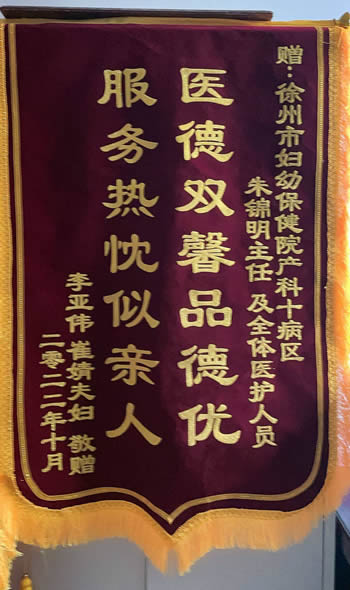 赠：徐州市妇幼保健院产科十病区
朱锦明主任 及全体医护人员
医德双馨品德优
服务热忱似亲人
李亚伟 崔婧夫妇 敬赠
二零二二年十月